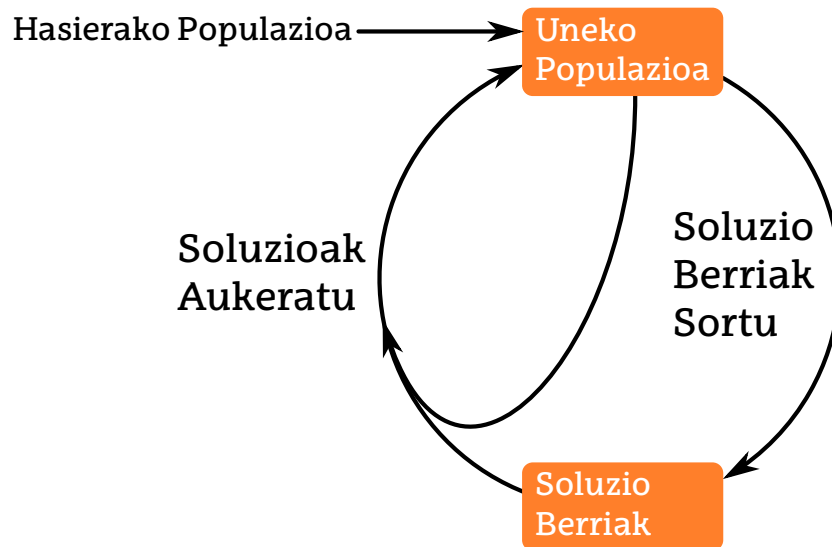 Hasierako Populazioa
Uneko
Populazioa
Soluzioak
Aukeratu
Soluzio
Berriak
Sortu
Soluzio
Berriak